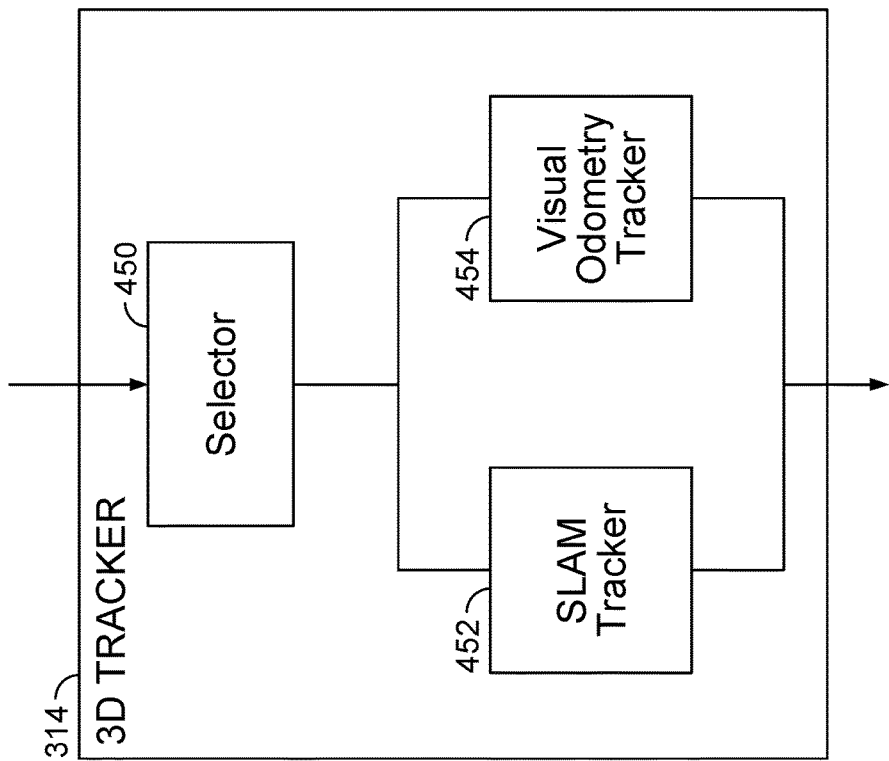 314
3D TRACKER
450
Selector
452
SLAM
Tracker
454
Visual
Odometry
Tracker